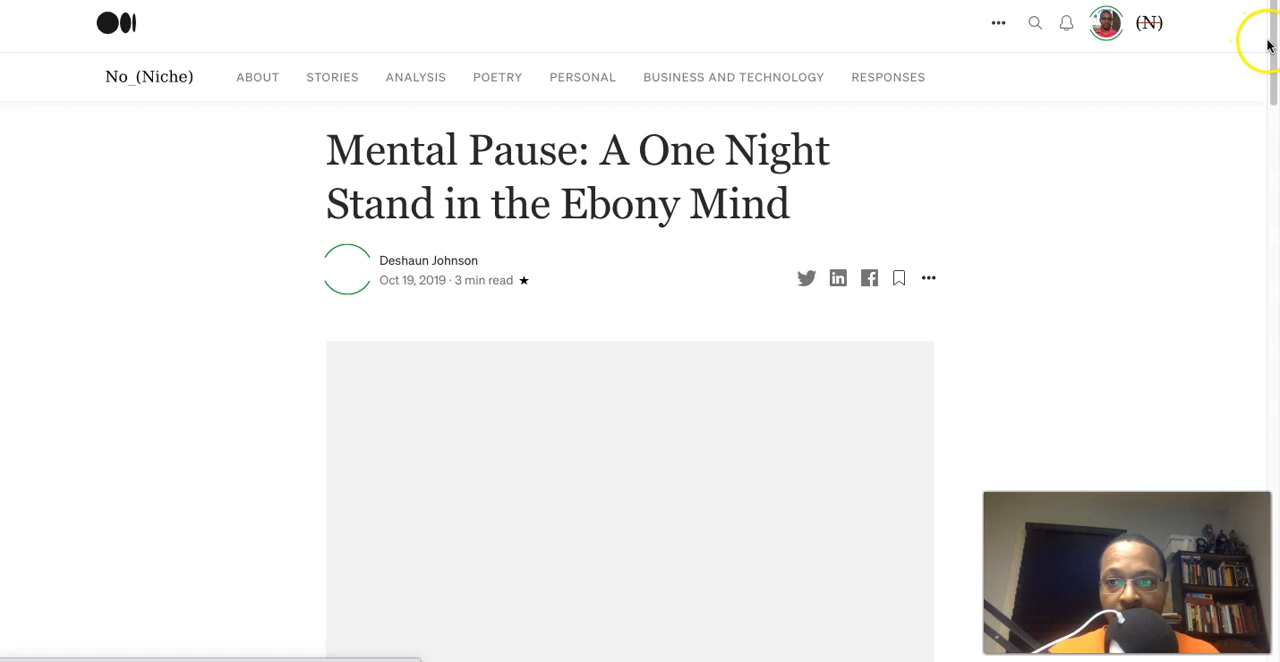 (N)
No_(Niche)
ABOUT
STORIES
ANALYSIS
POETRY
PERSONAL
BUSINESS AND TECHNOLOGY
RESPONSES
Mental Pause: A One Night
Stand in the Ebony Mind
Deshaun Johnson
Oct 19, 2019 · 3 min read ★